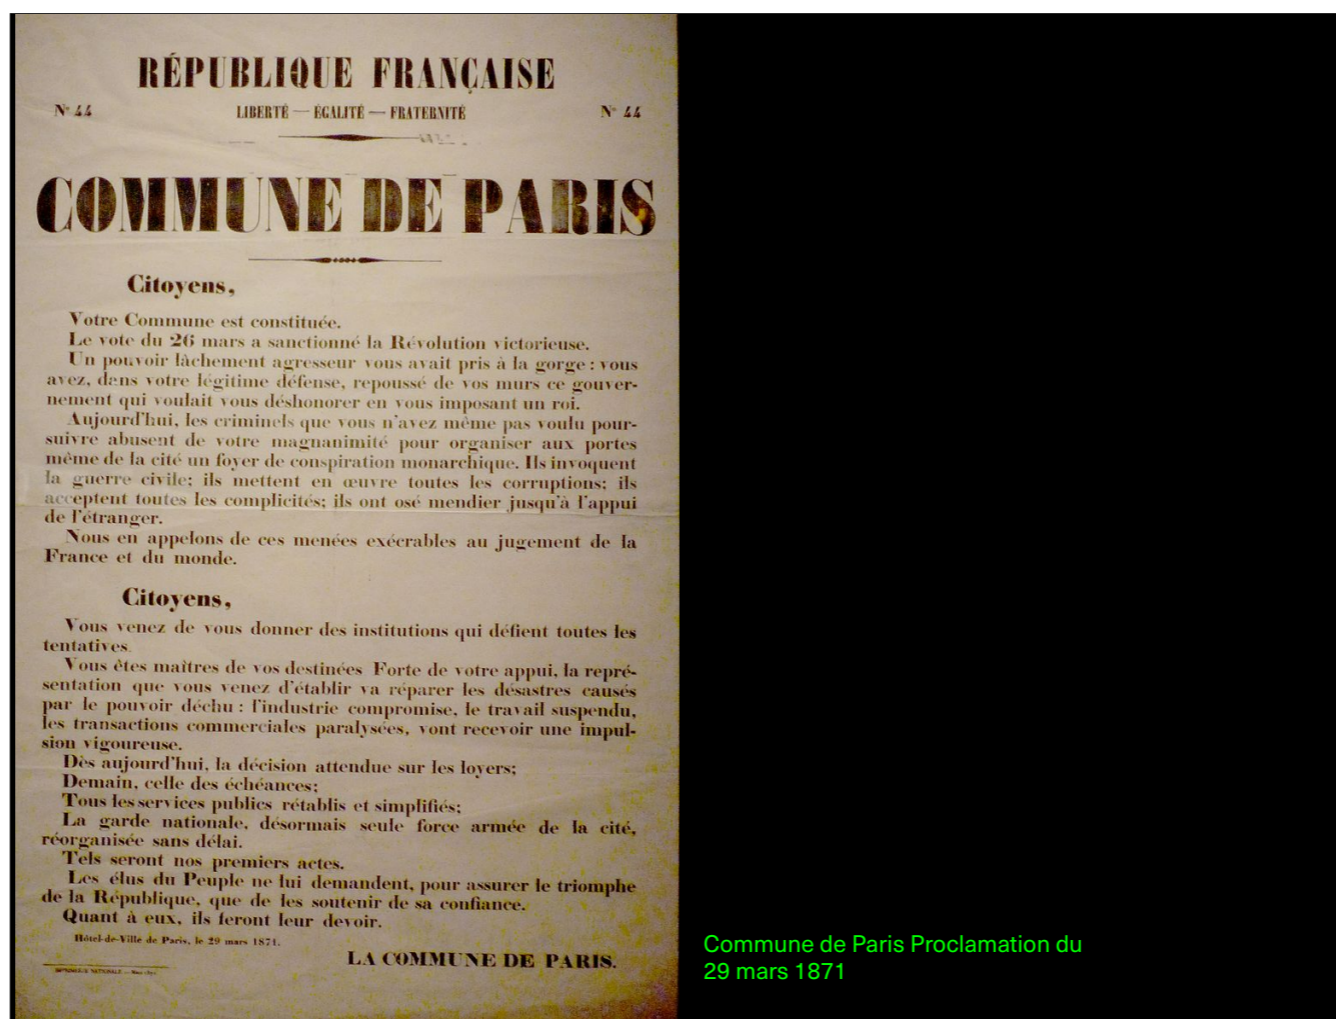 RÉPUBLIQUE FRANÇAISE
N° 44 LIBERTÉ — ÉGALITÉ — FRATERNITÉ N° 44
COMMUNE DE PARIS
Citoyens,
Votre Commune est constituée.
Le vote du 26 mars a sanctionné la Révolution victorieuse.
Un pouvoir lâchement agresseur vous avait pris à la gorge : vous
avez, dans votre légitime défense, repoussé de vos murs ce gouver-
nement qui voulait vous déshonorer en vous imposant un roi.
Aujourd'hui, les criminels que vous n'avez même pas voulu pour-
suivre abusent de votre magnanimité pour organiser aux portes
même de la cité un foyer de conspiration monarchique. Ils invoquent
la guerre civile; ils mettent en œuvre toutes les corruptions; ils
acceptent toutes les complicités; ils ont osé mendier jusqu'à l'appui
de l'étranger.
Nous en appelons de ces menées exécrables au jugement de la
France et du monde.
Citoyens,
Vous venez de vous donner des institutions qui défient toutes les
tentatives.
Vous êtes maîtres de vos destinées Forte de votre appui, la repré-
sentation que vous venez d'établir va réparer les désastres causés
par le pouvoir déchu : l'industrie compromise, le travail suspendu,
les transactions commerciales paralysées, vont recevoir une impul-
sion vigoureuse.
Dès aujourd'hui, la décision attendue sur les loyers;
Demain, celle des échéances;
Tous les services publics rétablis et simplifiés;
La garde nationale, désormais seule force armée de la cité,
réorganisée sans délai.
Tels seront nos premiers actes.
Les élus du Peuple ne lui demandent, pour assurer le triomphe
de la République, que de les soutenir de sa confiance.
Quant à eux, ils feront leur devoir.
Hôtel-de-Ville de Paris, le 29 mars 1871.
LA COMMUNE DE PARIS.
IMPRIMERIE NATIONALE — Mars 1871
Commune de Paris Proclamation du
29 mars 1871